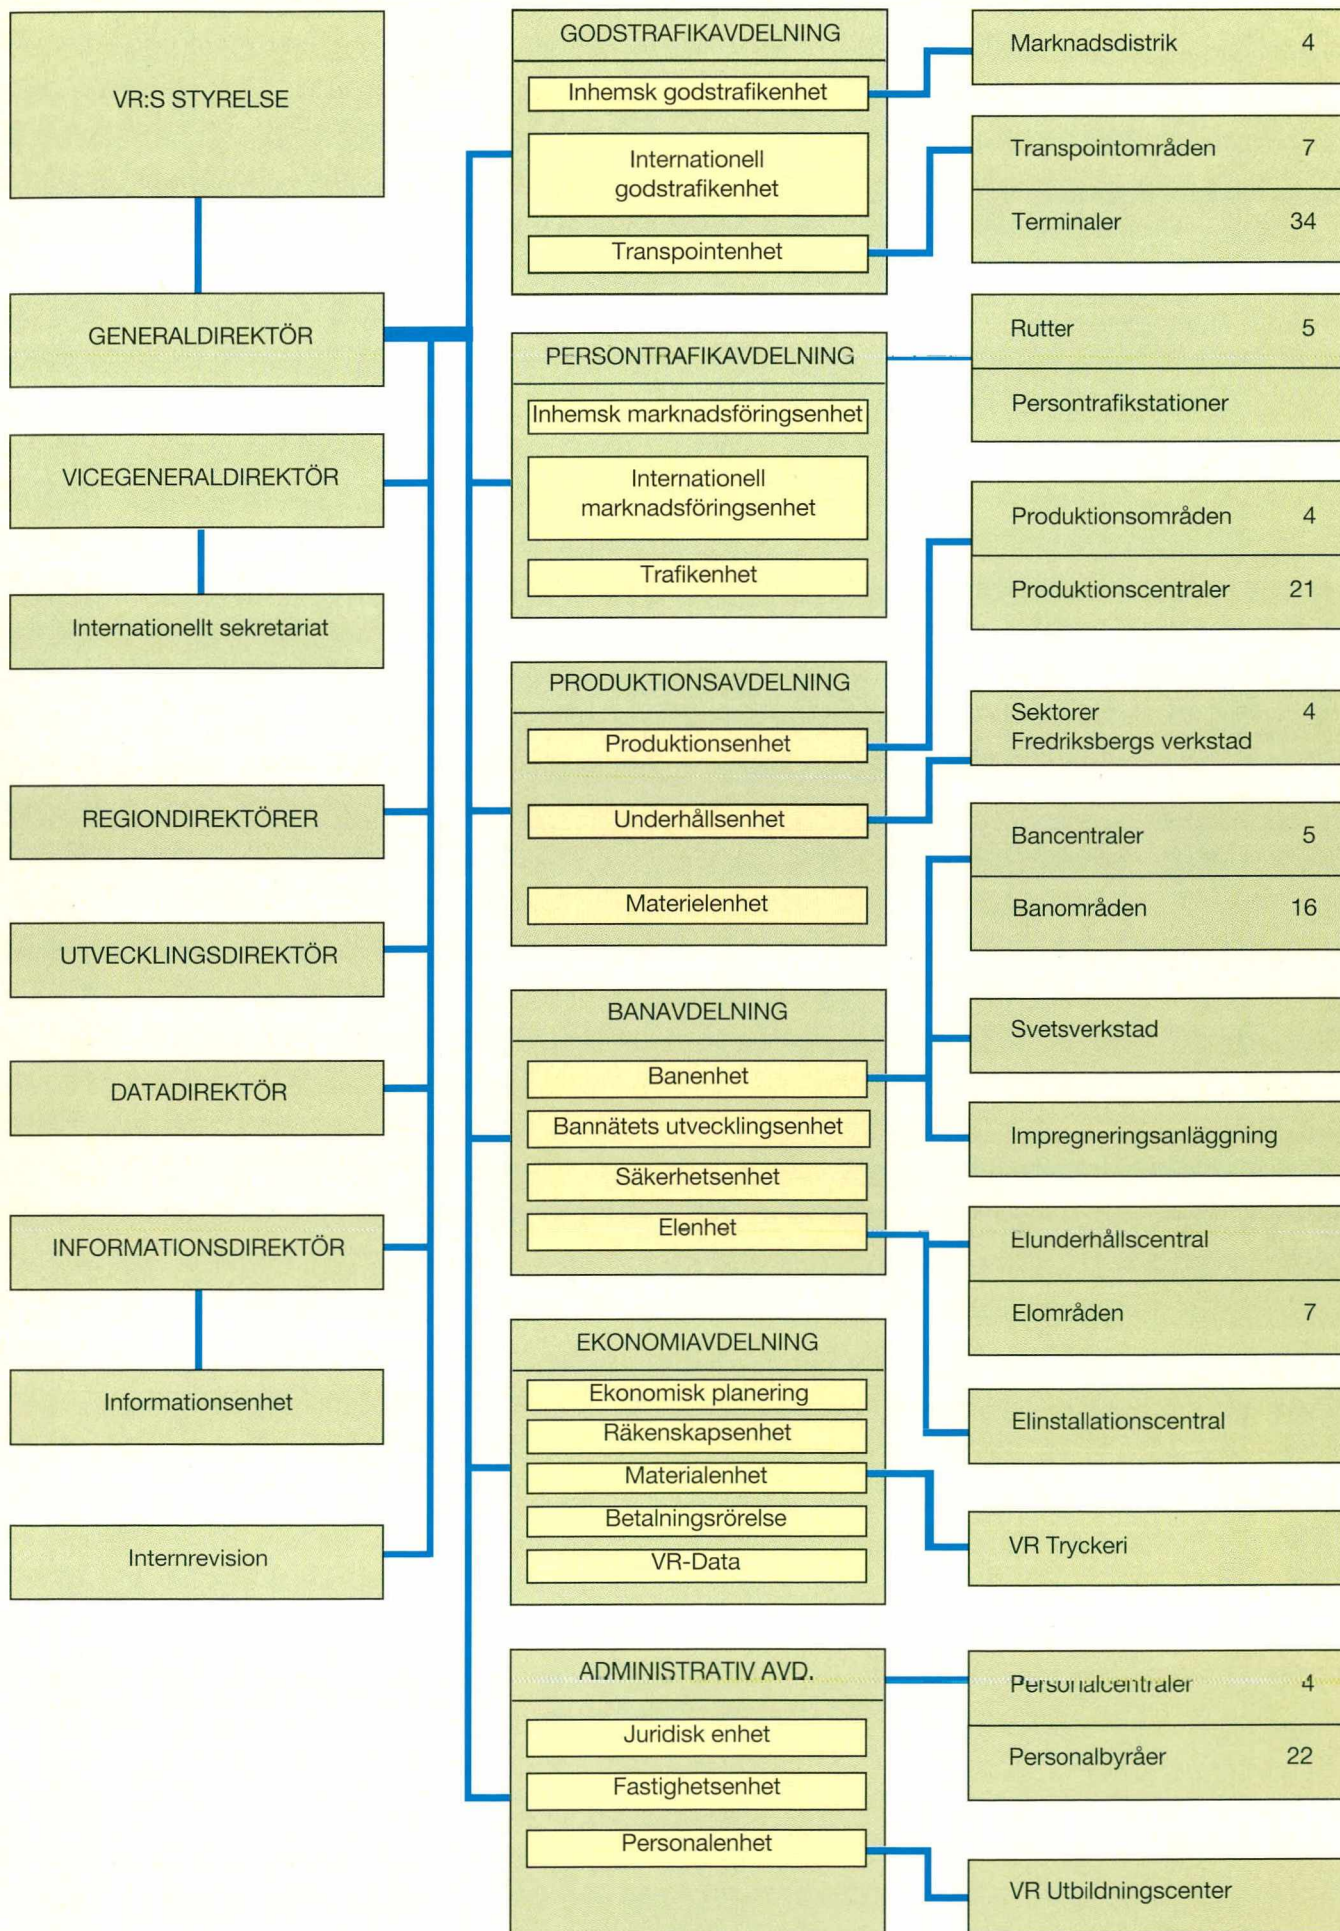 VR:S STYRELSE
GENERALDIREKTÖR
VICEGENERALDIREKTÖR
Internationellt sekretariat
REGIONDIREKTÖRER
UTVECKLINGSDIREKTÖR
DATADIREKTÖR
INFORMATIONSDIREKTÖR
Informationsenhet
Internrevision
GODSTRAFIKAVDELNING
Inhemsk godstrafikenhet
Internationell
godstrafikenhet
Transpointenhet
PERSONTRAFIKAVDELNING
Inhemsk marknadsföringsenhet
Internationell
marknadsföringsenhet
Trafikenhet
PRODUKTIONSAVDELNING
Produktionsenhet
Underhållsenhet
Materielenhet
BANAVDELNING
Banenhet
Bannätets utvecklingsenhet
Säkerhetsenhet
Elenhet
EKONOMIAVDELNING
Ekonomisk planering
Räkenskapsenhet
Materialenhet
Betalningsrörelse
VR-Data
ADMINISTRATIV AVD.
Juridisk enhet
Fastighetsenhet
Personalenhet
Marknadsdistrik 4
Transpointområden 7
Terminaler 34
Rutter 5
Persontrafikstationer
Produktionsområden 4
Produktionscentraler 21
Sektorer 4
Fredriksbergs verkstad
Bancentraler 5
Banområden 16
Svetsverkstad
Impregneringsanläggning
Elunderhållscentral
Elområden 7
Elinstallationscentral
VR Tryckeri
Personalcentraler 4
Personalbyråer 22
VR Utbildningscenter